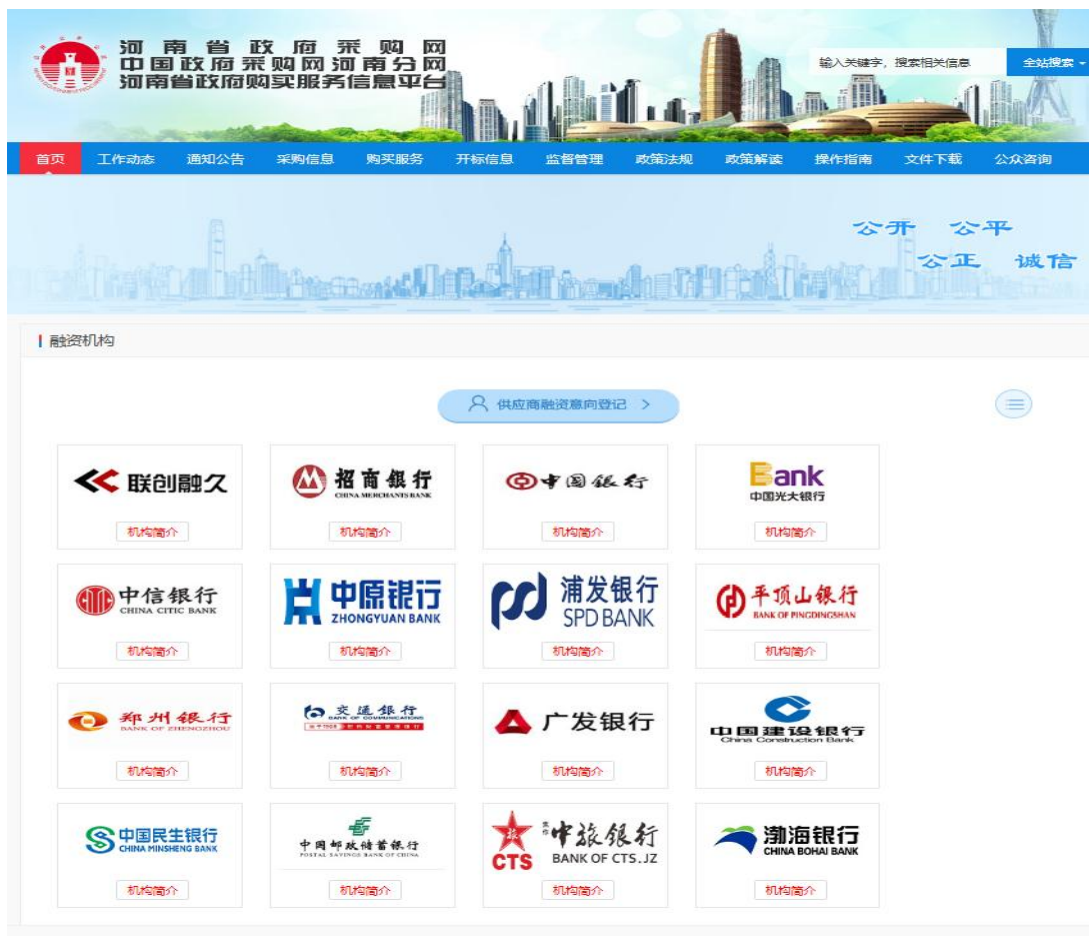 河南省政府采购网
中国政府采购网河南分网
河南省政府购买服务信息平台
输入关键字，搜索相关信息 全站搜索
首页 工作动态 通知公告 采购信息 购买服务 开标信息 监督管理 政策法规 政策解读 操作指南 文件下载 公众咨询
公开 公平
公正 诚信
融资机构
供应商融资意向登记 >
联创融久
机构简介
招商银行
CHINA MERCHANTS BANK
机构简介
中国银行
机构简介
Bank
中国光大银行
机构简介
中信银行
CHINA CITIC BANK
机构简介
中原银行
ZHONGYUAN BANK
机构简介
浦发银行
SPD BANK
机构简介
平顶山银行
BANK OF PINGDINGSHAN
机构简介
郑州银行
BANK OF ZHENGZHOU
机构简介
交通银行
BANK OF COMMUNICATIONS
机构简介
广发银行
机构简介
中国建设银行
China Construction Bank
机构简介
中国民生银行
CHINA MINSHENG BANK
机构简介
中国邮政储蓄银行
POSTAL SAVINGS BANK OF CHINA
机构简介
旅
CTS
焦作中旅银行
BANK OF CTS.JZ
机构简介
渤海银行
CHINA BOHAI BANK
机构简介